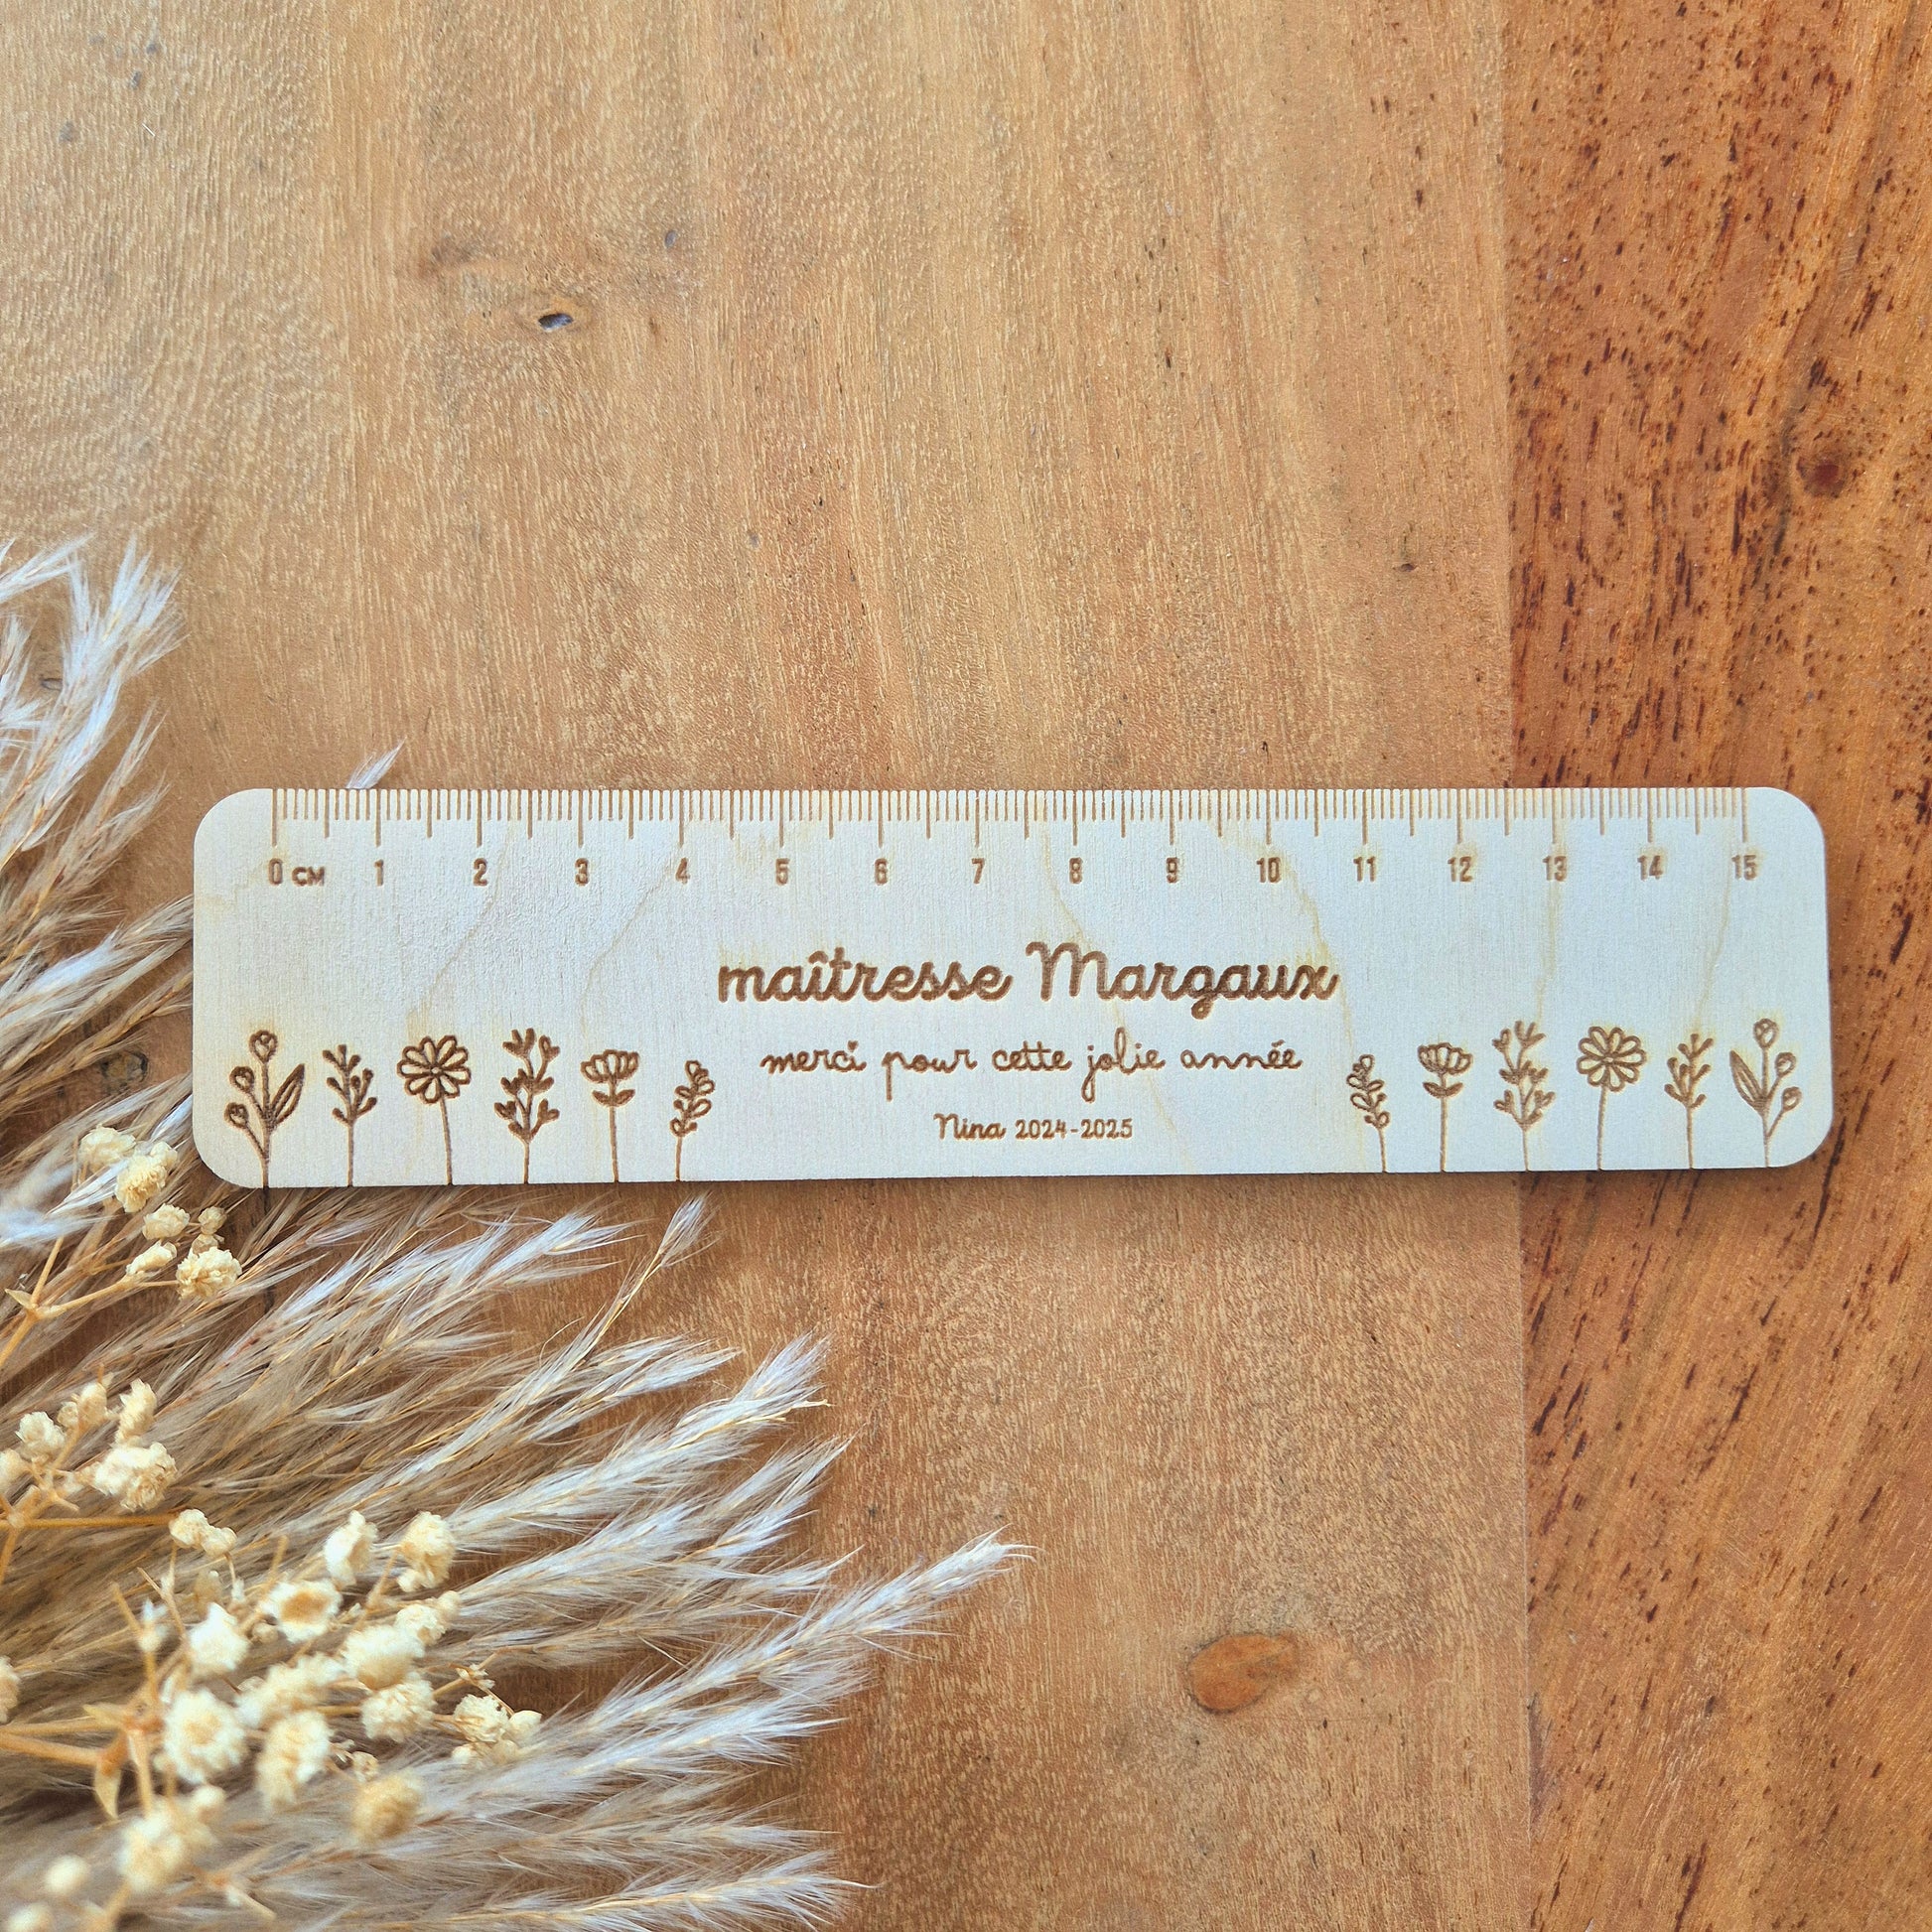 0 CM 1 2 3 4 5 6 7 8 9 10 11 12 13 14 15
maîtresse Margaux
merci pour cette jolie année
Nina 2024-2025